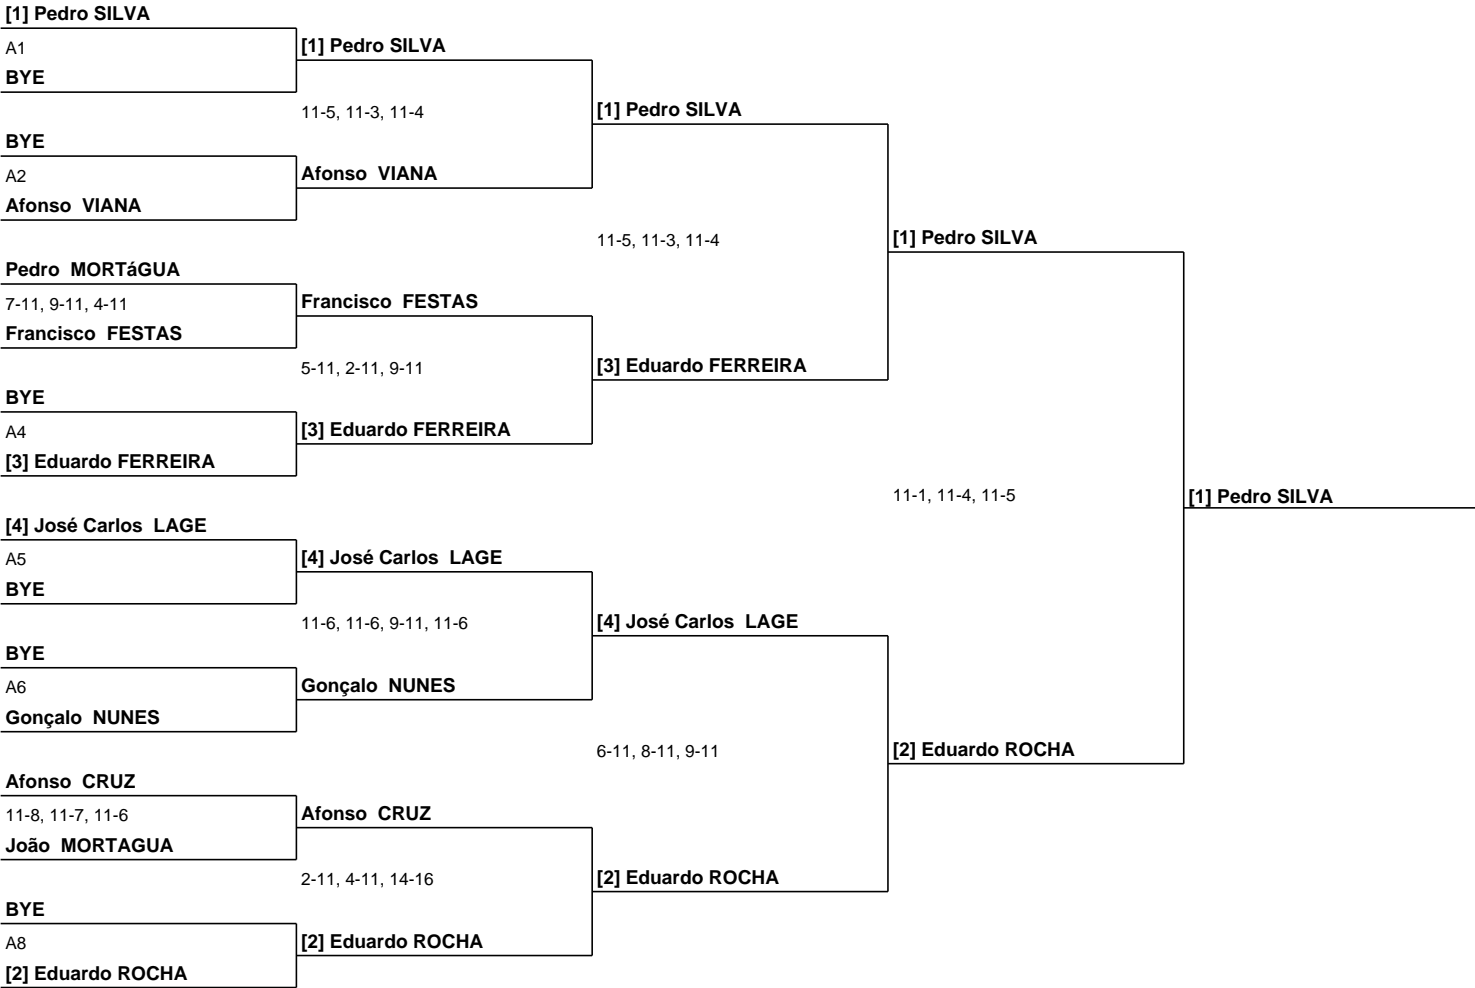 [1] Pedro SILVA
A1
BYE
BYE
A2
Afonso VIANA
Pedro MORTáGUA
7-11, 9-11, 4-11
Francisco FESTAS
BYE
A4
[3] Eduardo FERREIRA
[4] José Carlos LAGE
A5
BYE
BYE
A6
Gonçalo NUNES
Afonso CRUZ
11-8, 11-7, 11-6
João MORTAGUA
BYE
A8
[2] Eduardo ROCHA
[1] Pedro SILVA
11-5, 11-3, 11-4
Afonso VIANA
Francisco FESTAS
5-11, 2-11, 9-11
[3] Eduardo FERREIRA
[4] José Carlos LAGE
11-6, 11-6, 9-11, 11-6
Gonçalo NUNES
Afonso CRUZ
2-11, 4-11, 14-16
[2] Eduardo ROCHA
[1] Pedro SILVA
11-5, 11-3, 11-4
[3] Eduardo FERREIRA
[4] José Carlos LAGE
6-11, 8-11, 9-11
[2] Eduardo ROCHA
[1] Pedro SILVA
11-1, 11-4, 11-5
[2] Eduardo ROCHA
[1] Pedro SILVA